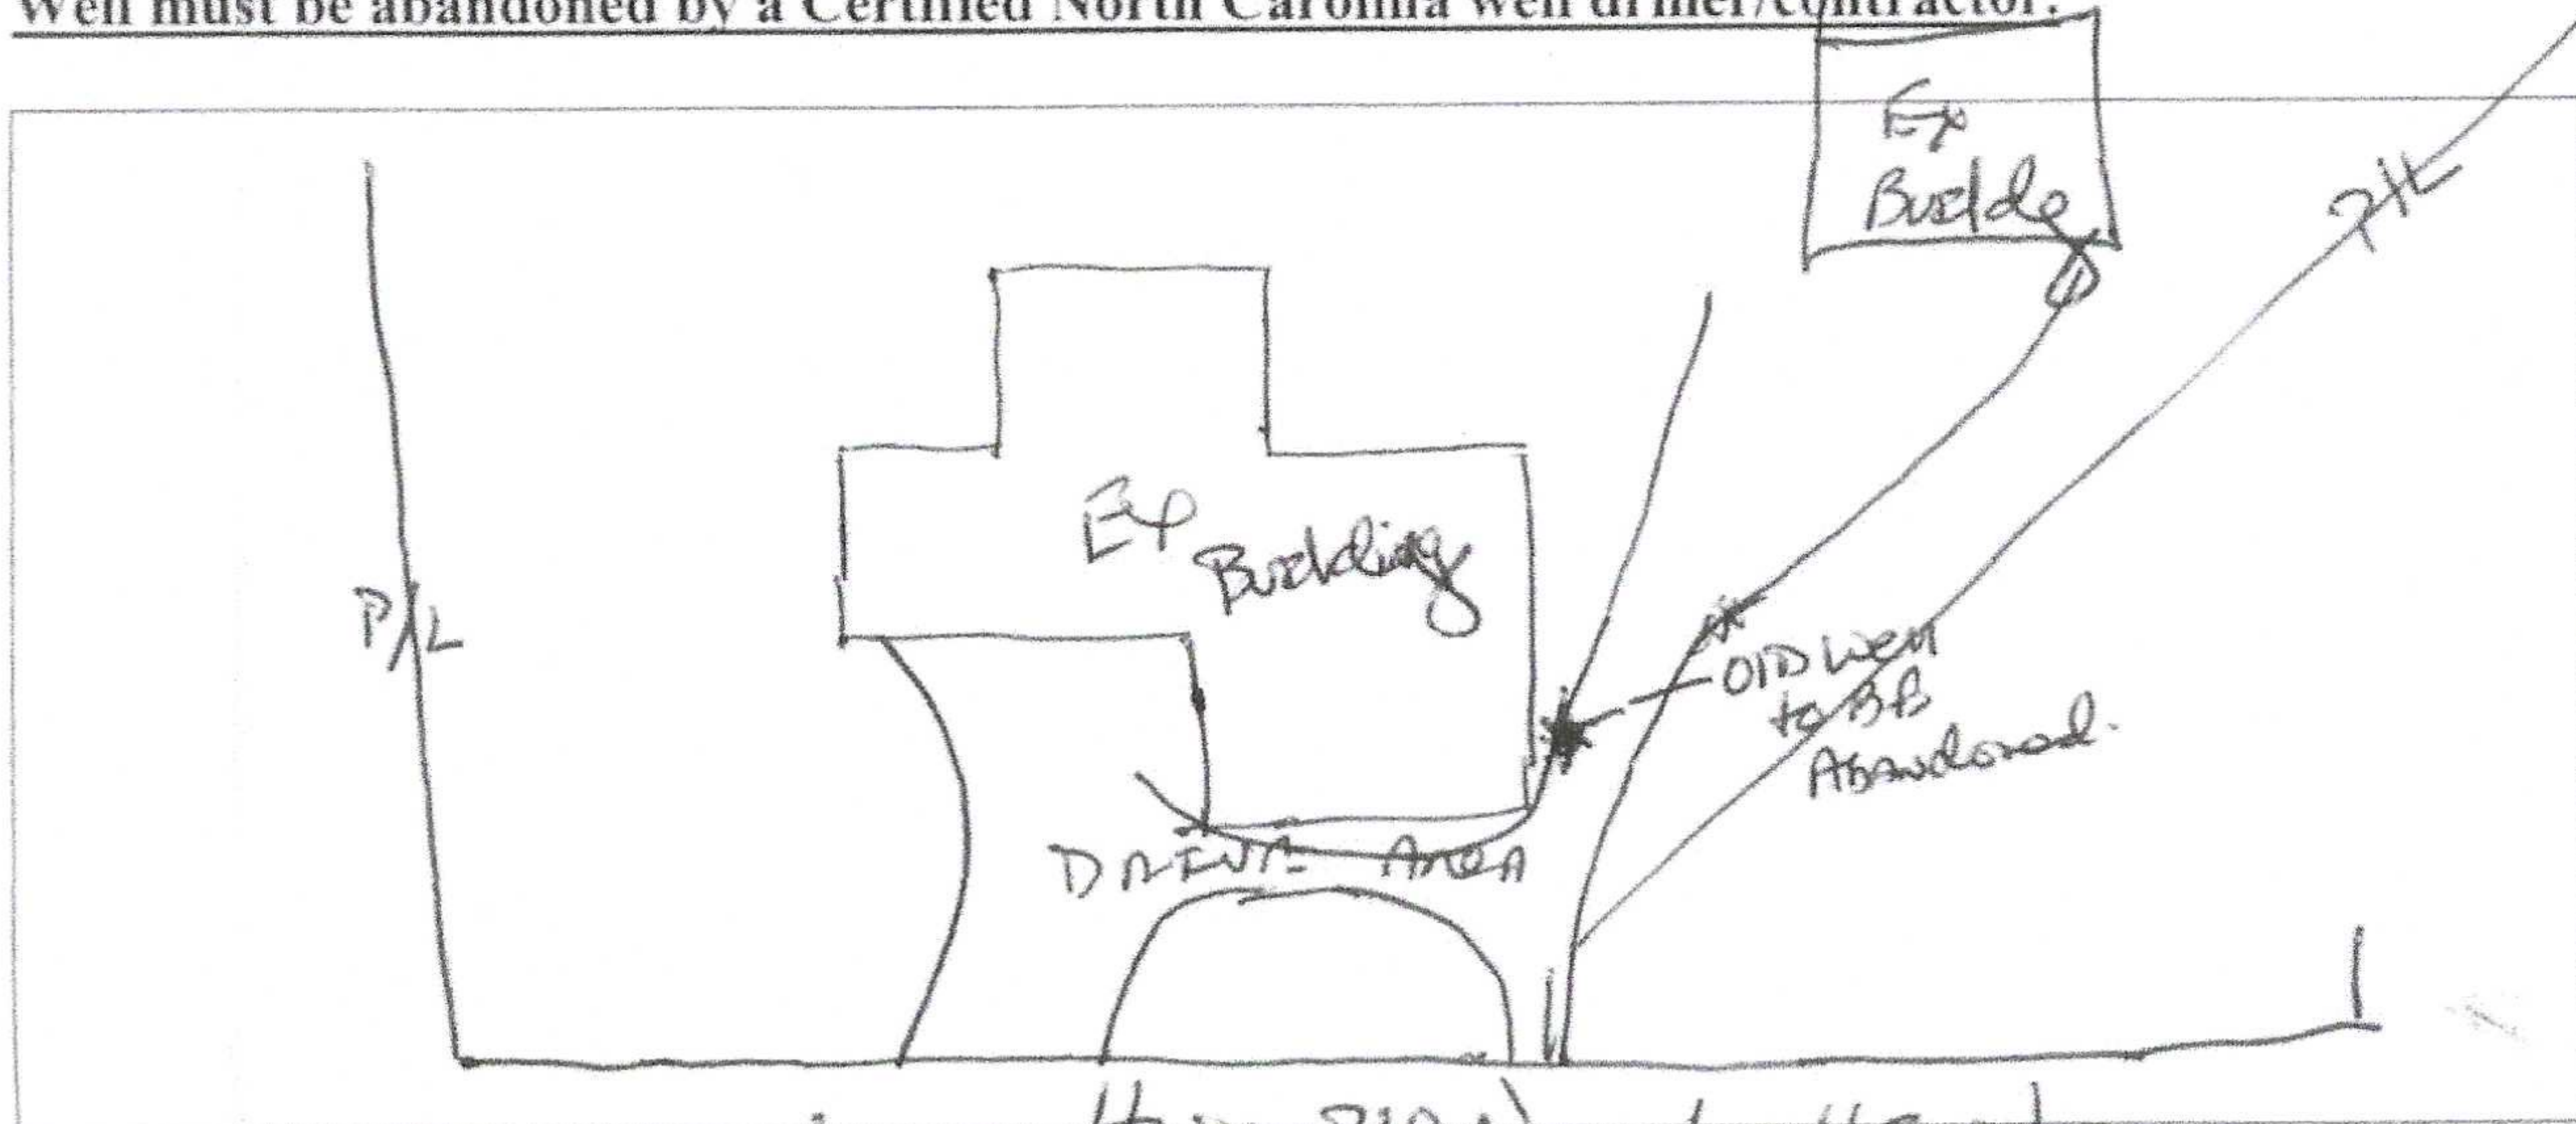 Well must be abandoned by a Certified North Carolina well driller/contractor.
Ex
Buildg
P/L
P/L
Ex
Building
OLD Well
to BE
Abandoned.
DRIVE AREA